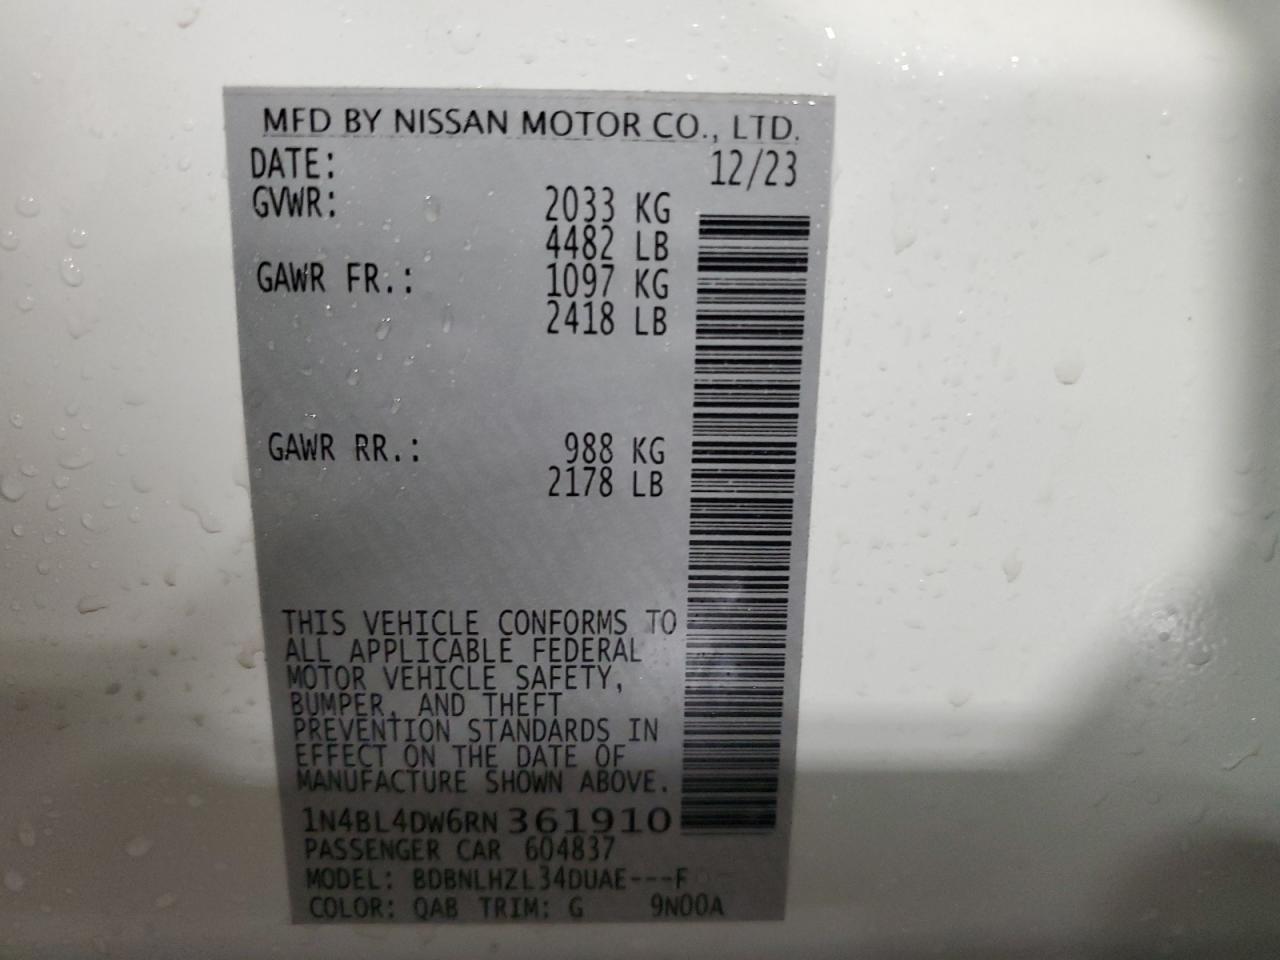 MFD BY NISSAN MOTOR CO., LTD.
DATE: 12/23
GVWR: 2033 KG
4482 LB
GAWR FR.: 1097 KG
2418 LB
GAWR RR.: 988 KG
2178 LB
THIS VEHICLE CONFORMS TO
ALL APPLICABLE FEDERAL
MOTOR VEHICLE SAFETY,
BUMPER, AND THEFT
PREVENTION STANDARDS IN
EFFECT ON THE DATE OF
MANUFACTURE SHOWN ABOVE.
1N4BL4DW6RN 361910
PASSENGER CAR 604837
MODEL: BDBNLHZL34DUAE---F
COLOR: QAB TRIM: G 9N00A